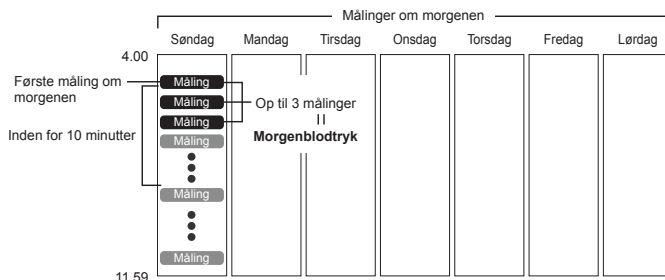 Målinger om morgenen
Søndag Mandag Tirsdag Onsdag Torsdag Fredag Lørdag
4.00
Første måling om
morgenen
Måling
Måling
Op til 3 målinger
Måling
Inden for 10 minutter
Morgenblodtryk
Måling
Måling
Måling
11.59